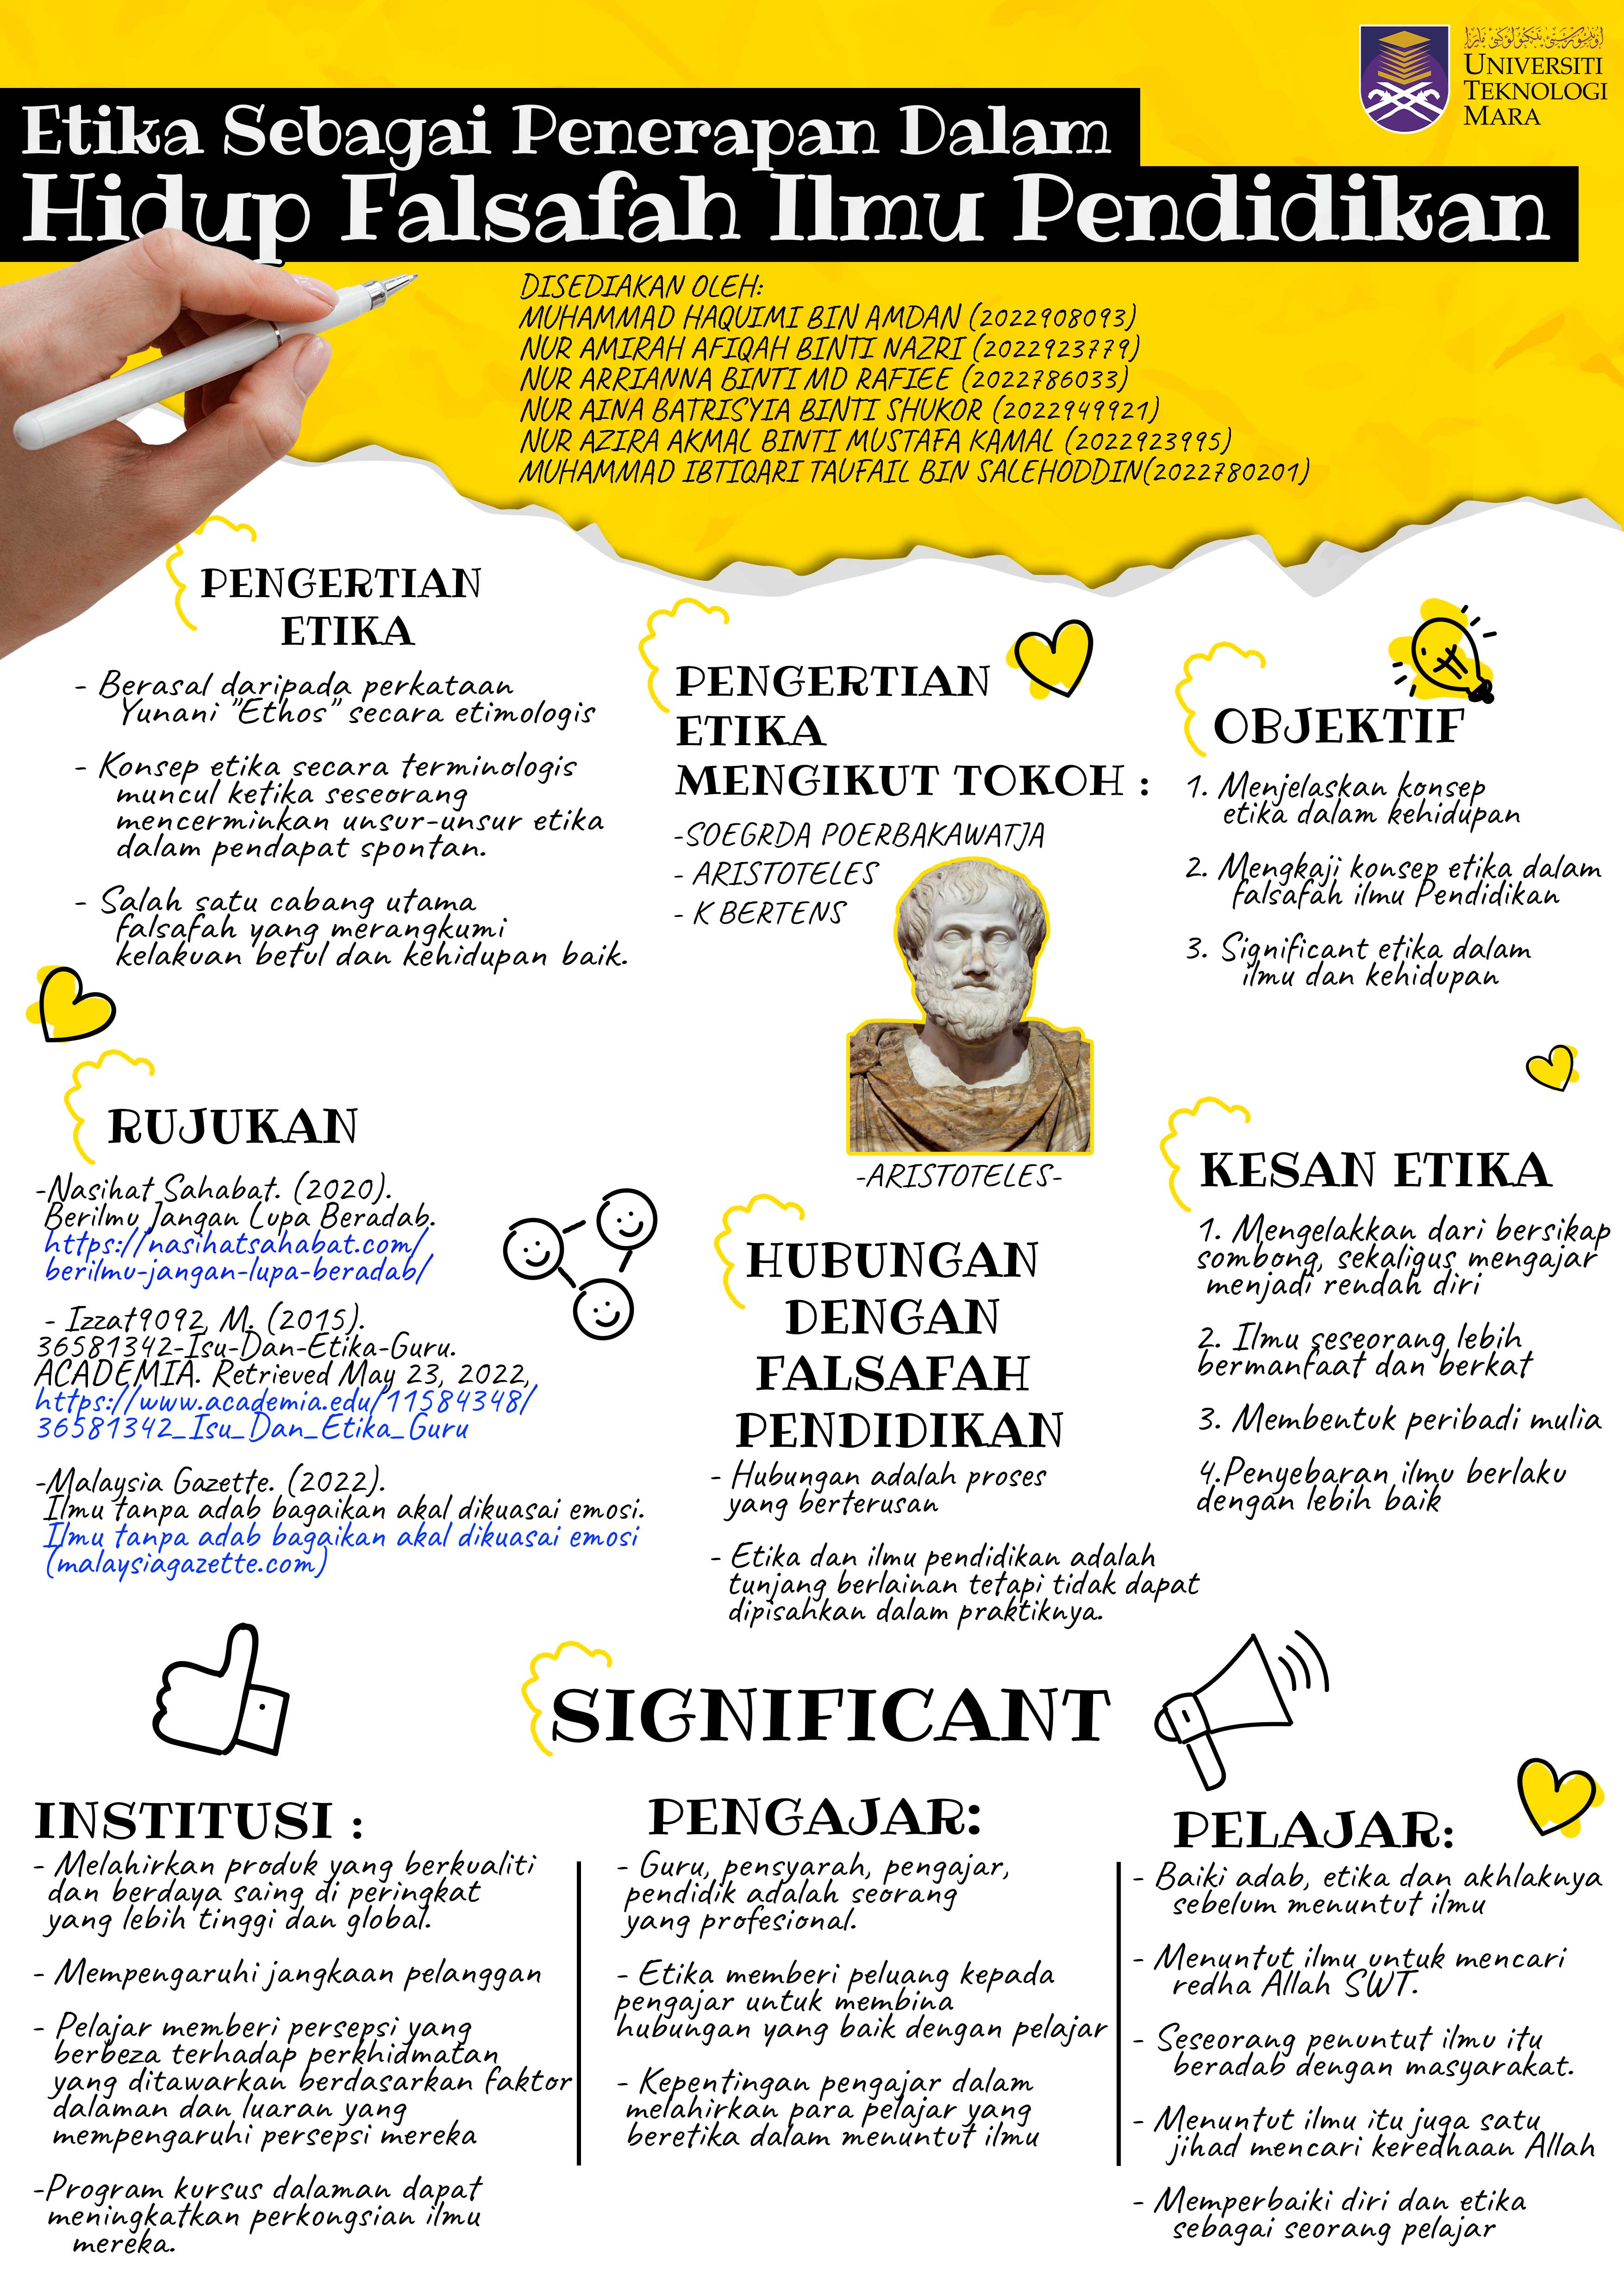 UNIVERSITI
TEKNOLOGI
MARA
Etika Sebagai Penerapan Dalam
Hidup Falsafah Ilmu Pendidikan
DISEDIAKAN OLEH:
MUHAMMAD HAQUIMI BIN AMDAN (2022908093)
NUR AMIRAH AFIQAH BINTI NAZRI (2022923779)
NUR ARRIANNA BINTI MD RAFIEE (2022786033)
NUR AINA BATRISYIA BINTI SHUKOR (2022949921)
NUR AZIRA AKMAL BINTI MUSTAFA KAMAL (2022923995)
MUHAMMAD IBTIQARI TAUFAIL BIN SALEHODDIN(2022780201)
PENGERTIAN
ETIKA
- Berasal daripada perkataan
Yunani "Ethos" secara etimologis
- Konsep etika secara terminologis
muncul ketika seseorang
mencerminkan unsur-unsur etika
dalam pendapat spontan.
- Salah satu cabang utama
falsafah yang merangkumi
kelakuan betul dan kehidupan baik.
PENGERTIAN
ETIKA
MENGIKUT TOKOH :
-SOEGRDA POERBAKAWATJA
- ARISTOTELES
- K BERTENS
-ARISTOTELES-
OBJEKTIF
1. Menjelaskan konsep
etika dalam kehidupan
2. Mengkaji konsep etika dalam
falsafah ilmu Pendidikan
3. Significant etika dalam
ilmu dan kehidupan
RUJUKAN
-Nasihat Sahabat. (2020).
Berilmu Jangan Lupa Beradab.
https://nasihatsahabat.com/
berilmu-jangan-lupa-beradab/
- Izzat9092, M. (2015).
36581342-Isu-Dan-Etika-Guru.
ACADEMIA. Retrieved May 23, 2022,
https://www.academia.edu/11584348/
36581342_Isu_Dan_Etika_Guru
-Malaysia Gazette. (2022).
Ilmu tanpa adab bagaikan akal dikuasai emosi.
Ilmu tanpa adab bagaikan akal dikuasai emosi
(malaysiagazette.com)
HUBUNGAN
DENGAN
FALSAFAH
PENDIDIKAN
- Hubungan adalah proses
yang berterusan
- Etika dan ilmu pendidikan adalah
tunjang berlainan tetapi tidak dapat
dipisahkan dalam praktiknya.
KESAN ETIKA
1. Mengelakkan dari bersikap
sombong, sekaligus mengajar
menjadi rendah diri
2. Ilmu seseorang lebih
bermanfaat dan berkat
3. Membentuk peribadi mulia
4.Penyebaran ilmu berlaku
dengan lebih baik
SIGNIFICANT
INSTITUSI :
- Melahirkan produk yang berkualiti
dan berdaya saing di peringkat
yang lebih tinggi dan global.
- Mempengaruhi jangkaan pelanggan
- Pelajar memberi persepsi yang
berbeza terhadap perkhidmatan
yang ditawarkan berdasarkan faktor
dalaman dan luaran yang
mempengaruhi persepsi mereka
-Program kursus dalaman dapat
meningkatkan perkongsian ilmu
mereka.
PENGAJAR:
- Guru, pensyarah, pengajar,
pendidik adalah seorang
yang profesional.
- Etika memberi peluang kepada
pengajar untuk membina
hubungan yang baik dengan pelajar
- Kepentingan pengajar dalam
melahirkan para pelajar yang
beretika dalam menuntut ilmu
PELAJAR:
- Baiki adab, etika dan akhlaknya
sebelum menuntut ilmu
- Menuntut ilmu untuk mencari
redha Allah SWT.
- Seseorang penuntut ilmu itu
beradab dengan masyarakat.
- Menuntut ilmu itu juga satu
jihad mencari keredhaan Allah
- Memperbaiki diri dan etika
sebagai seorang pelajar